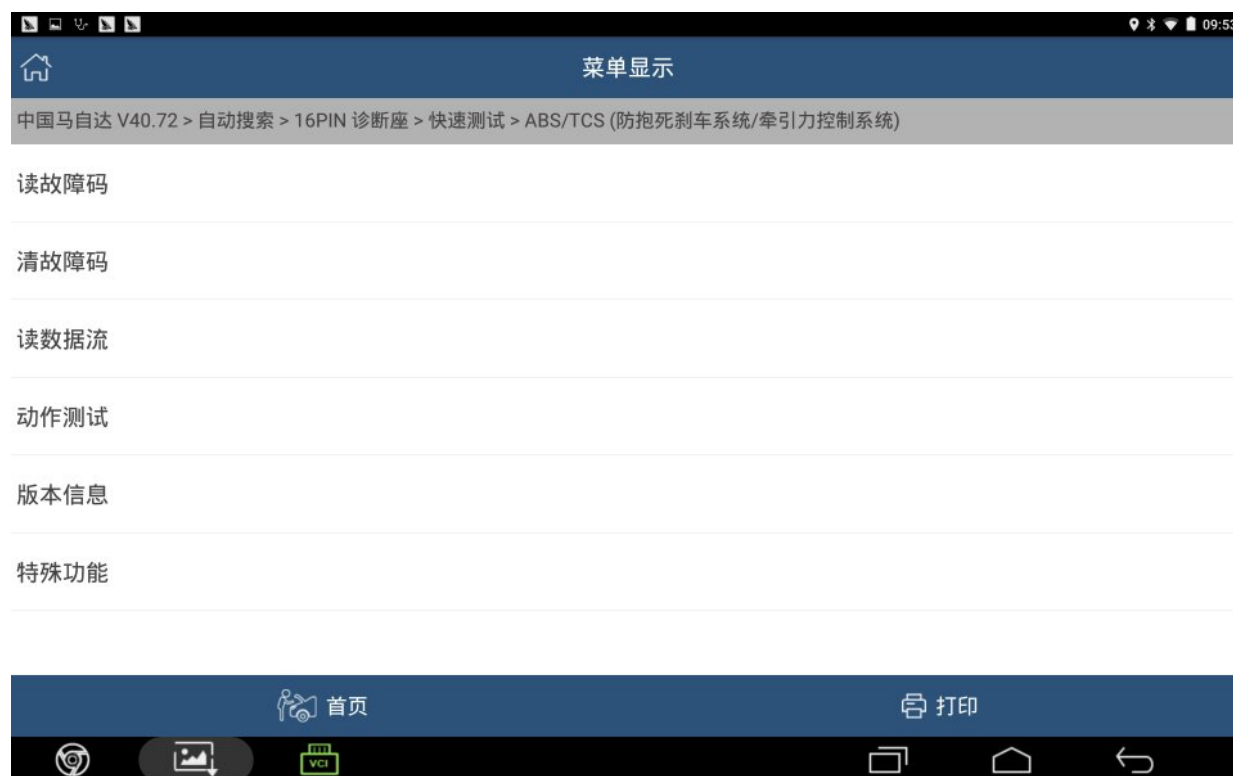 09:53
菜单显示
中国马自达 V40.72 > 自动搜索 > 16PIN 诊断座 > 快速测试 > ABS/TCS (防抱死刹车系统/牵引力控制系统)
读故障码
清故障码
读数据流
动作测试
版本信息
特殊功能
首页 打印
VCI